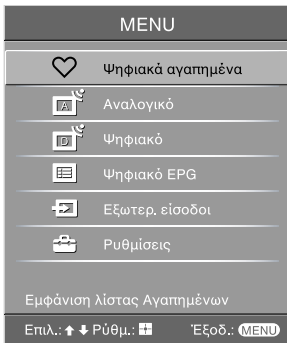 MENU
Ψηφιακά αγαπημένα
Αναλογικό
Ψηφιακό
Ψηφιακό EPG
Εξωτερ. είσοδοι
Ρυθμίσεις
Εμφάνιση λίστας Αγαπημένων
Επιλ.: Ρύθμ.: Έξοδ.: MENU